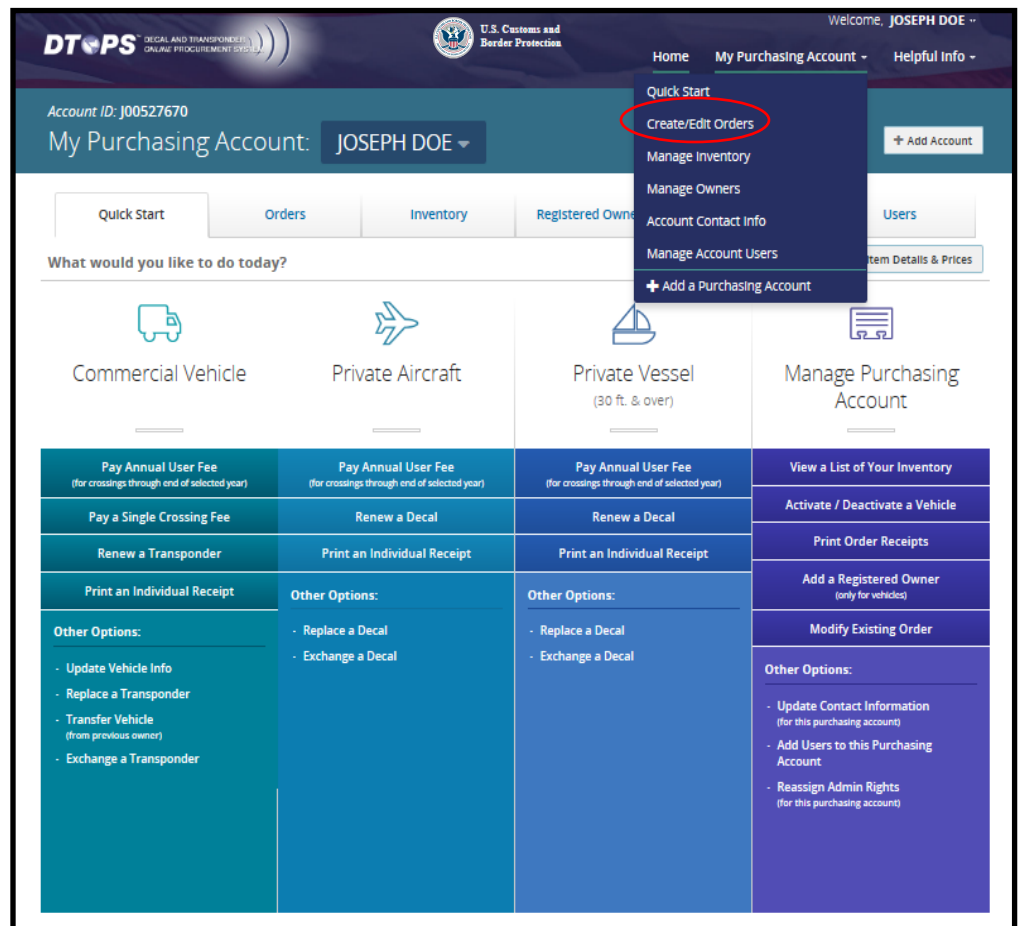 Welcome, JOSEPH DOE
DTOPS DECAL AND TRANSPONDER
ONLINE PROCUREMENT SYSTEM
U.S. Customs and
Border Protection
Home My Purchasing Account Helpful Info
Quick Start
Create/Edit Orders
Manage Inventory
Manage Owners
Account Contact Info
Manage Account Users
+ Add a Purchasing Account
Account ID: J00527670
My Purchasing Account: JOSEPH DOE
+ Add Account
Quick Start Orders Inventory Registered Owne Users
What would you like to do today?
Item Details & Prices
Commercial Vehicle
Pay Annual User Fee
(for crossings through end of selected year)
Pay a Single Crossing Fee
Renew a Transponder
Print an Individual Receipt
Other Options:
- Update Vehicle Info
- Replace a Transponder
- Transfer Vehicle
(from previous owner)
- Exchange a Transponder
Private Aircraft
Pay Annual User Fee
(for crossings through end of selected year)
Renew a Decal
Print an Individual Receipt
Other Options:
- Replace a Decal
- Exchange a Decal
Private Vessel
(30 ft. & over)
Pay Annual User Fee
(for crossings through end of selected year)
Renew a Decal
Print an Individual Receipt
Other Options:
- Replace a Decal
- Exchange a Decal
Manage Purchasing
Account
View a List of Your Inventory
Activate / Deactivate a Vehicle
Print Order Receipts
Add a Registered Owner
(only for vehicles)
Modify Existing Order
Other Options:
- Update Contact Information
(for this purchasing account)
- Add Users to this Purchasing
Account
- Reassign Admin Rights
(for this purchasing account)